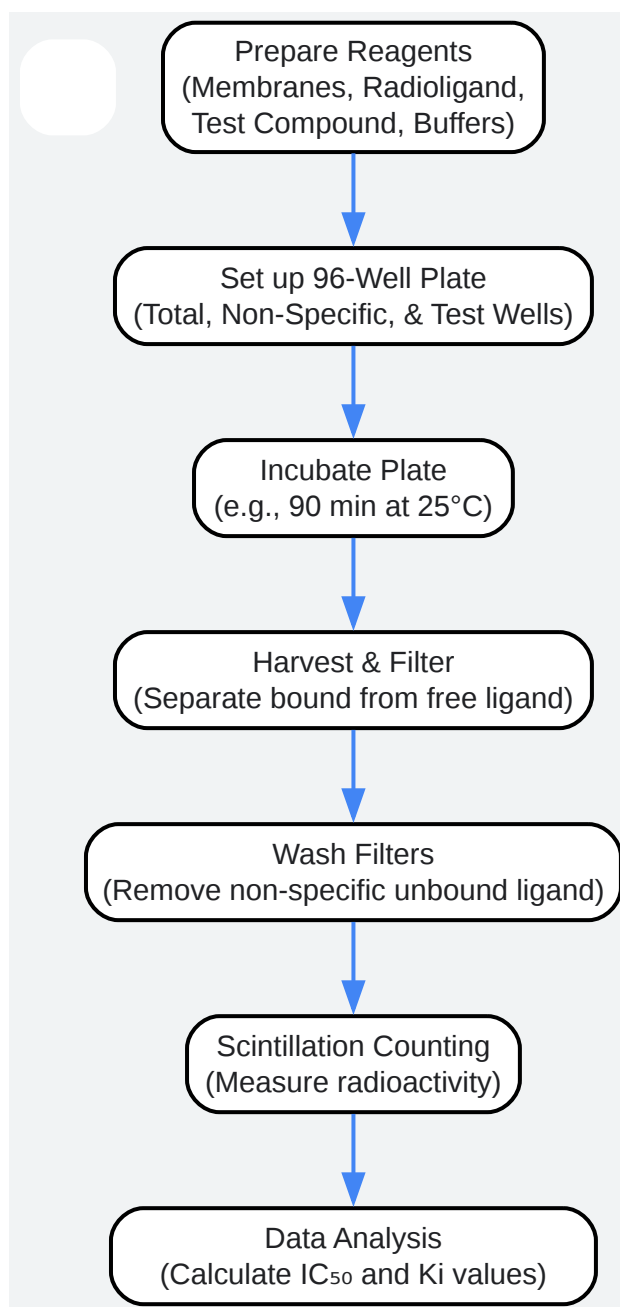 Prepare Reagents
(Membranes, Radioligand,
Test Compound, Buffers)
Set up 96-Well Plate
(Total, Non-Specific, & Test Wells)
Incubate Plate
(e.g., 90 min at 25°C)
Harvest & Filter
(Separate bound from free ligand)
Wash Filters
(Remove non-specific unbound ligand)
Scintillation Counting
(Measure radioactivity)
Data Analysis
(Calculate IC₅₀ and Ki values)